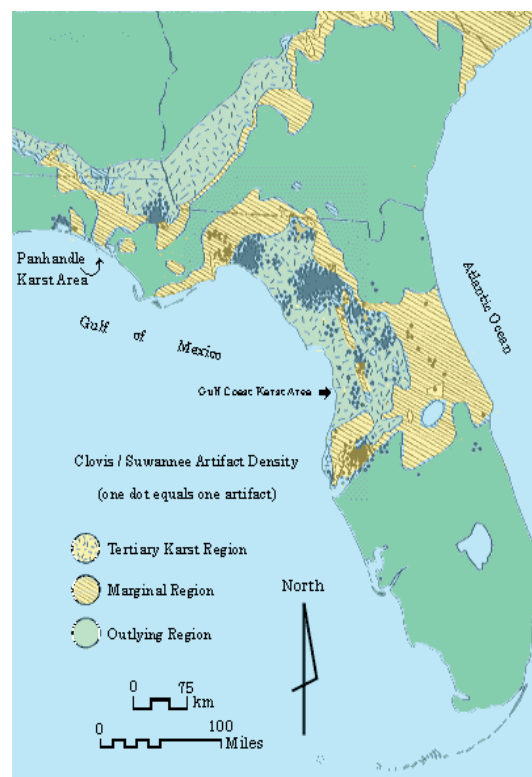 Panhandle
Karst Area
Gulf of Mexico
Atlantic Ocean
Gulf Coast Karst Area
Clovis / Suwannee Artifact Density
(one dot equals one artifact)
Tertiary Karst Region
Marginal Region
Outlying Region
North
0 75
km
0 100
Miles